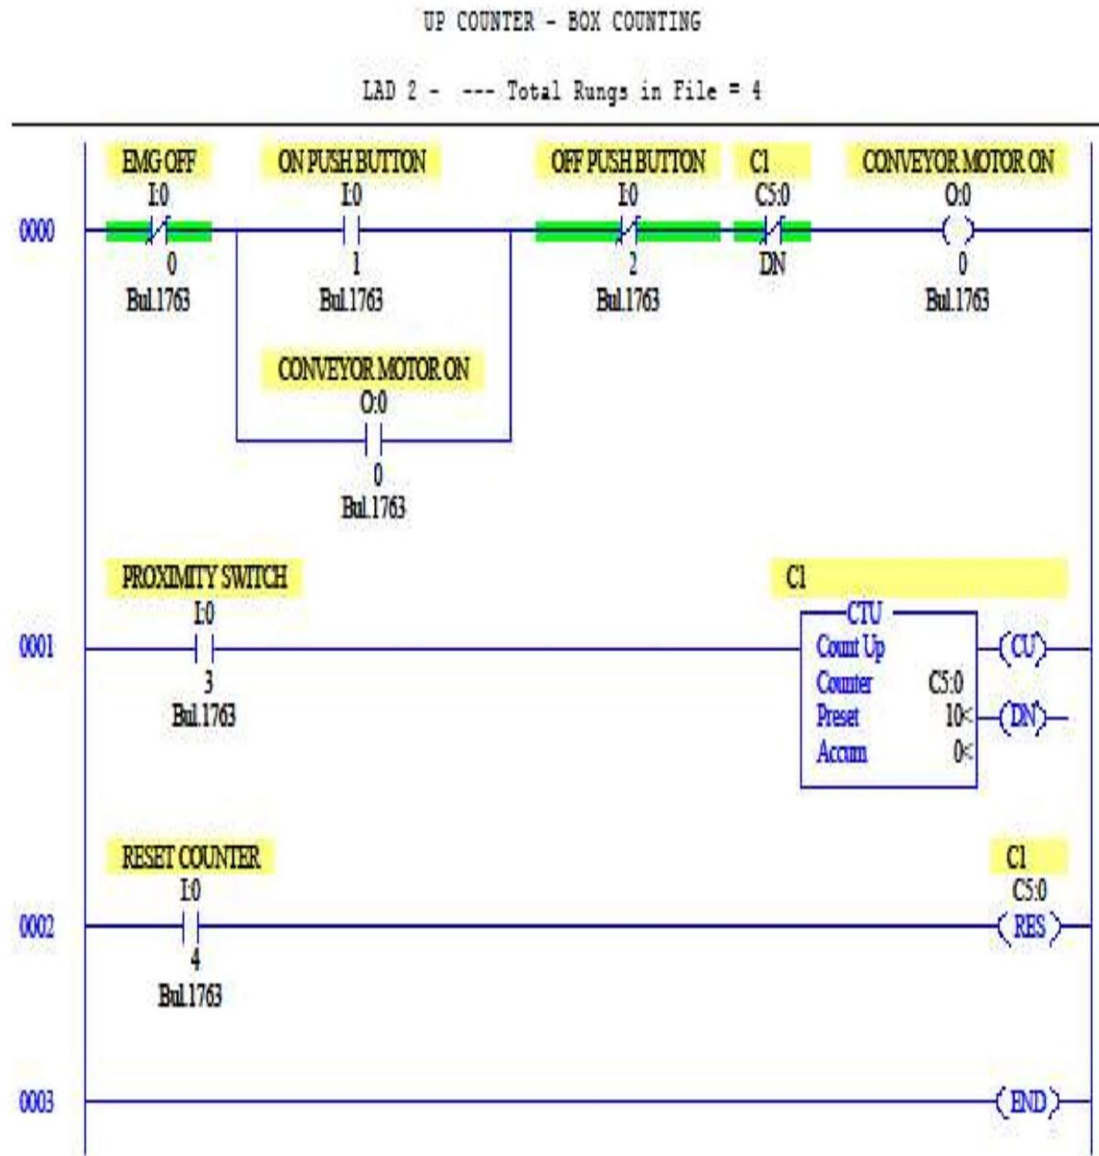 UP COUNTER - BOX COUNTING
LAD 2 - --- Total Rungs in File = 4
EMG OFF ON PUSH BUTTON OFF PUSH BUTTON C1 CONVEYOR MOTOR ON
I:0 I:0 I:0 C5:0 O:0
0000
0 1 2 DN 0
Bul.1763 Bul.1763 Bul.1763 Bul.1763
CONVEYOR MOTOR ON
O:0
0
Bul.1763
PROXIMITY SWITCH C1
I:0 CTU
0001 Count Up CU
3 Counter C5:0
Bul.1763 Preset 10< DN
Accum 0<
RESET COUNTER C1
I:0 C5:0
0002 RES
4
Bul.1763
0003 END